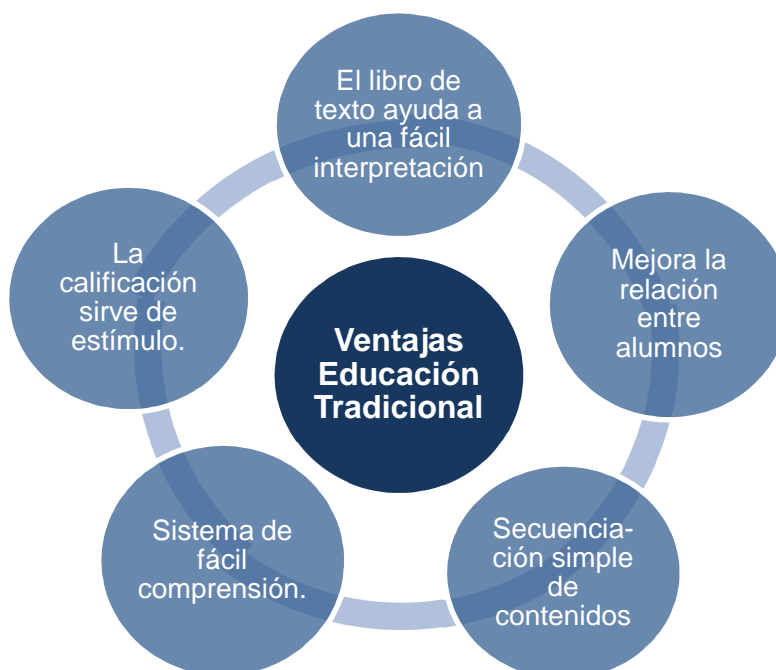 El libro de
texto ayuda a
una fácil
interpretación
Mejora la
relación
entre
alumnos
Secuencia-
ción simple
de
contenidos
Sistema de
fácil
comprensión.
La
calificación
sirve de
estímulo.
Ventajas
Educación
Tradicional